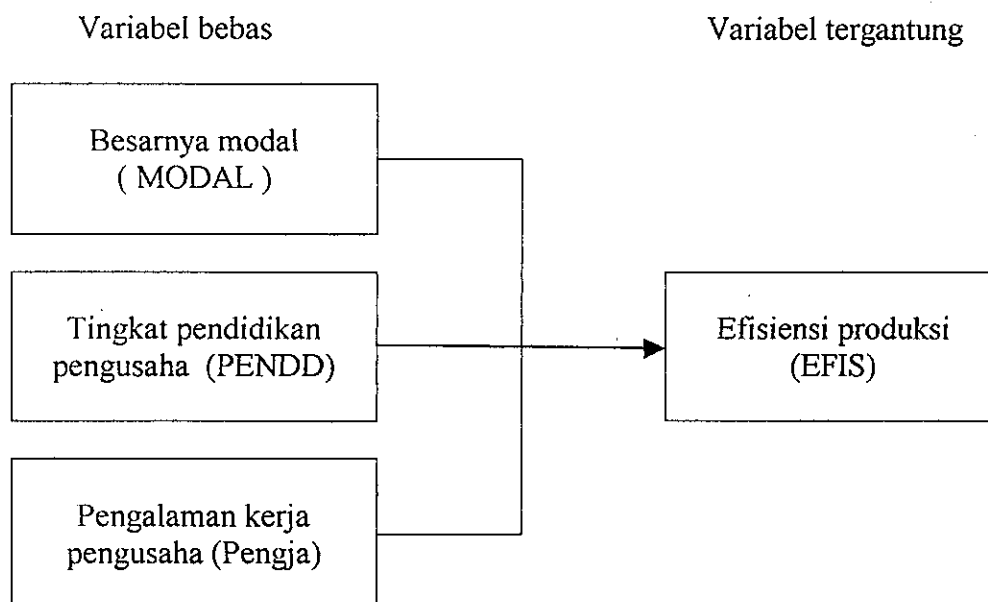 Variabel bebas
Variabel tergantung
Besarnya modal
( MODAL )
Tingkat pendidikan
pengusaha (PENDD)
Efisiensi produksi
(EFIS)
Pengalaman kerja
pengusaha (Pengja)